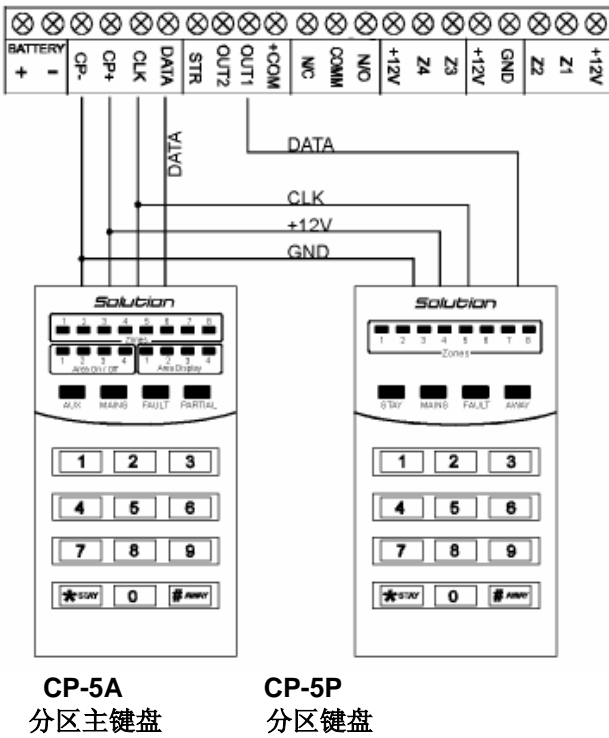 BATTERY
+ - CP- CP+ CLK DATA STR OUT2 OUT1 +COM N/C COMM N/O +12V Z4 Z3 +12V GND Z2 Z1 +12V
DATA
DATA
CLK
+12V
GND
Solution
1 2 3 4 5 6 7 8
Zones
1 2 3 4 1 2 3 4
Area On / Off Area Display
AUX MAINS FAULT PARTIAL
1 2 3
4 5 6
7 8 9
*STAY 0 #AWAY
Solution
1 2 3 4 5 6 7 8
Zones
STAY MAINS FAULT AWAY
1 2 3
4 5 6
7 8 9
*STAY 0 #AWAY
CP-5A CP-5P
分区主键盘 分区键盘